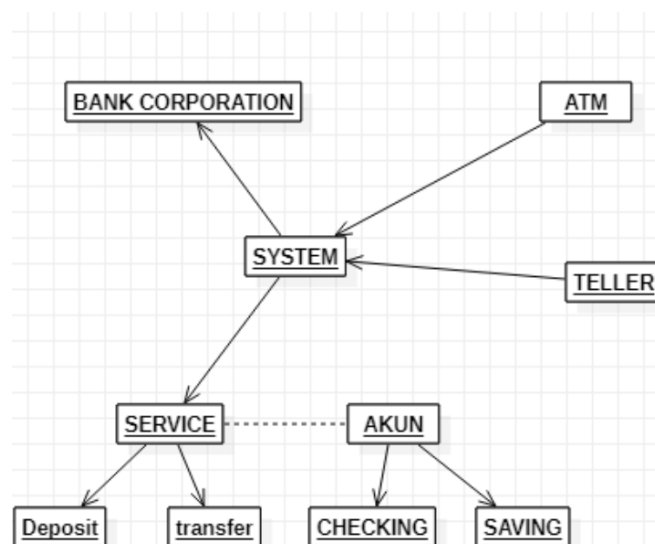 BANK CORPORATION
ATM
SYSTEM
TELLER
SERVICE
AKUN
Deposit
transfer
CHECKING
SAVING